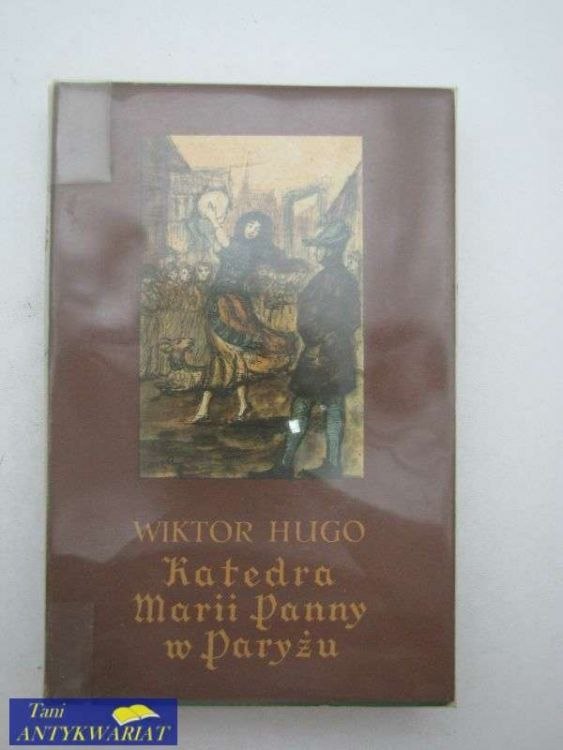 WIKTOR HUGO
Katedra
Marii Panny
w Paryżu
Tani
ANTYKWARIAT